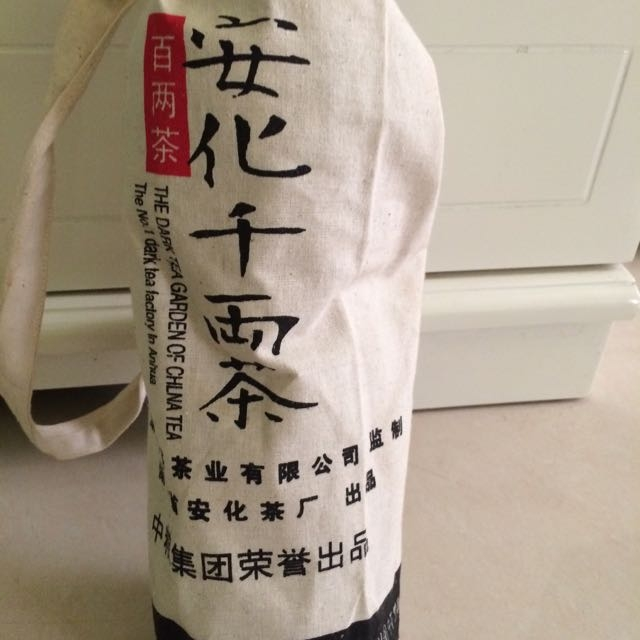 百两茶
安化千两茶
THE DARK TEA GARDEN OF CHINA TEA
The No.1 dark tea factory in Anhua
茶业有限公司 监制
省安化茶厂 出品
中粮集团荣誉出品